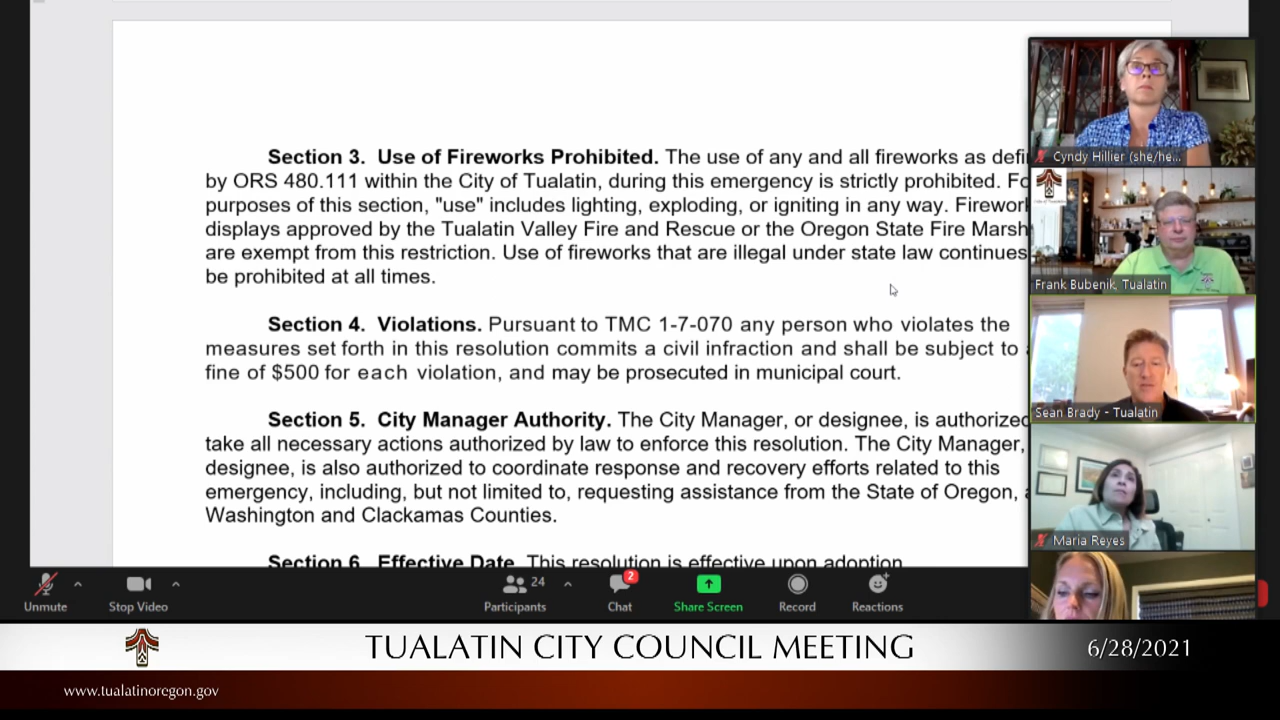 Section 3. Use of Fireworks Prohibited. The use of any and all fireworks as defi
by ORS 480.111 within the City of Tualatin, during this emergency is strictly prohibited. Fo
purposes of this section, "use" includes lighting, exploding, or igniting in any way. Firewor
displays approved by the Tualatin Valley Fire and Rescue or the Oregon State Fire Marsh
are exempt from this restriction. Use of fireworks that are illegal under state law continues
be prohibited at all times.
Section 4. Violations. Pursuant to TMC 1-7-070 any person who violates the
measures set forth in this resolution commits a civil infraction and shall be subject to
fine of $500 for each violation, and may be prosecuted in municipal court.
Section 5. City Manager Authority. The City Manager, or designee, is authorized
take all necessary actions authorized by law to enforce this resolution. The City Manager,
designee, is also authorized to coordinate response and recovery efforts related to this
emergency, including, but not limited to, requesting assistance from the State of Oregon, a
Washington and Clackamas Counties.
Section 6. Effective Date. This resolution is effective upon adoption.
Cyndy Hillier (she/he...
Frank Bubenik, Tualatin
Sean Brady - Tualatin
Maria Reyes
24
2
Unmute
Stop Video
Participants
Chat
Share Screen
Record
Reactions
TUALATIN CITY COUNCIL MEETING
6/28/2021
www.tualatinoregon.gov